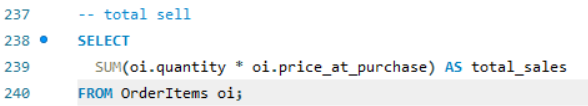 237 -- total sell
238 SELECT
239 SUM(oi.quantity * oi.price_at_purchase) AS total_sales
240 FROM OrderItems oi;